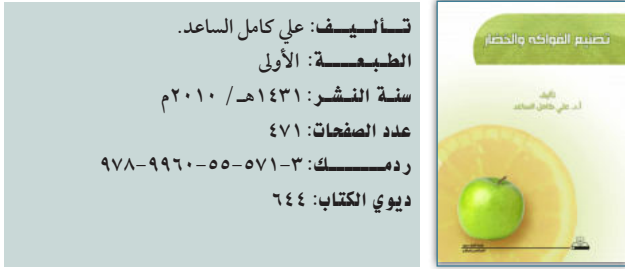 تأليف: علي كامل الساعد.
الطبعة: الأولى
سنة النشر: ١٤٣١هـ / ٢٠١٠م
عدد الصفحات: ٤٧١
ردمك: ٣-٥٧١-٥٥-٩٩٦٠-٩٧٨
ديوي الكتاب: ٦٤٤
تصنيع الفواكه والخضار
تأليف
أ.د. علي كامل الساعد